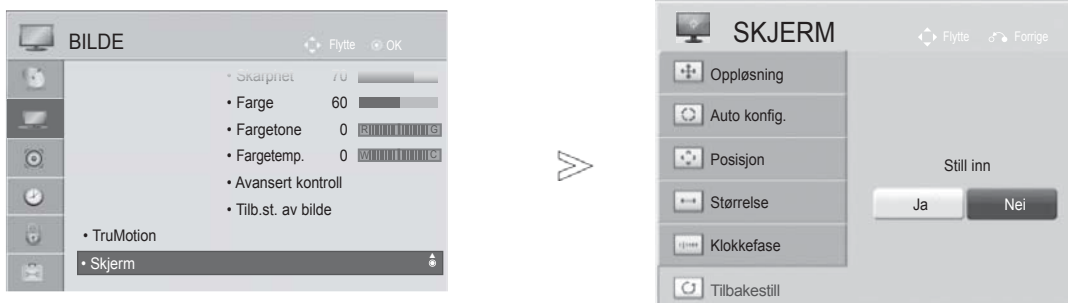 BILDE
Flytte OK
• Skarphet 70
• Farge 60
• Fargetone 0 R G
• Fargetemp. 0 W C
• Avansert kontroll
• Tilb.st. av bilde
• TruMotion
• Skjerm
SKJERM
Flytte Forrige
Oppløsning
Auto konfig.
Posisjon
Størrelse
Klokkefase
Tilbakestill
Still inn
Ja Nei